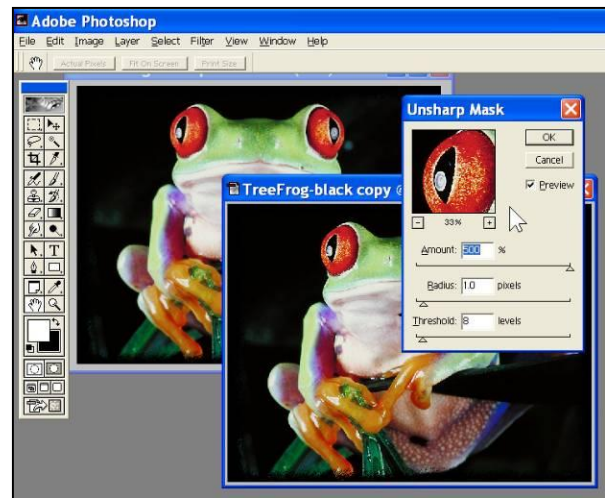 Adobe Photoshop
File Edit Image Layer Select Filter View Window Help
Actual Pixels Fit On Screen Print Size
Unsharp Mask
OK
Cancel
Preview
33%
Amount: 500 %
Radius: 1.0 pixels
Threshold: 8 levels
TreeFrog-black copy @
T